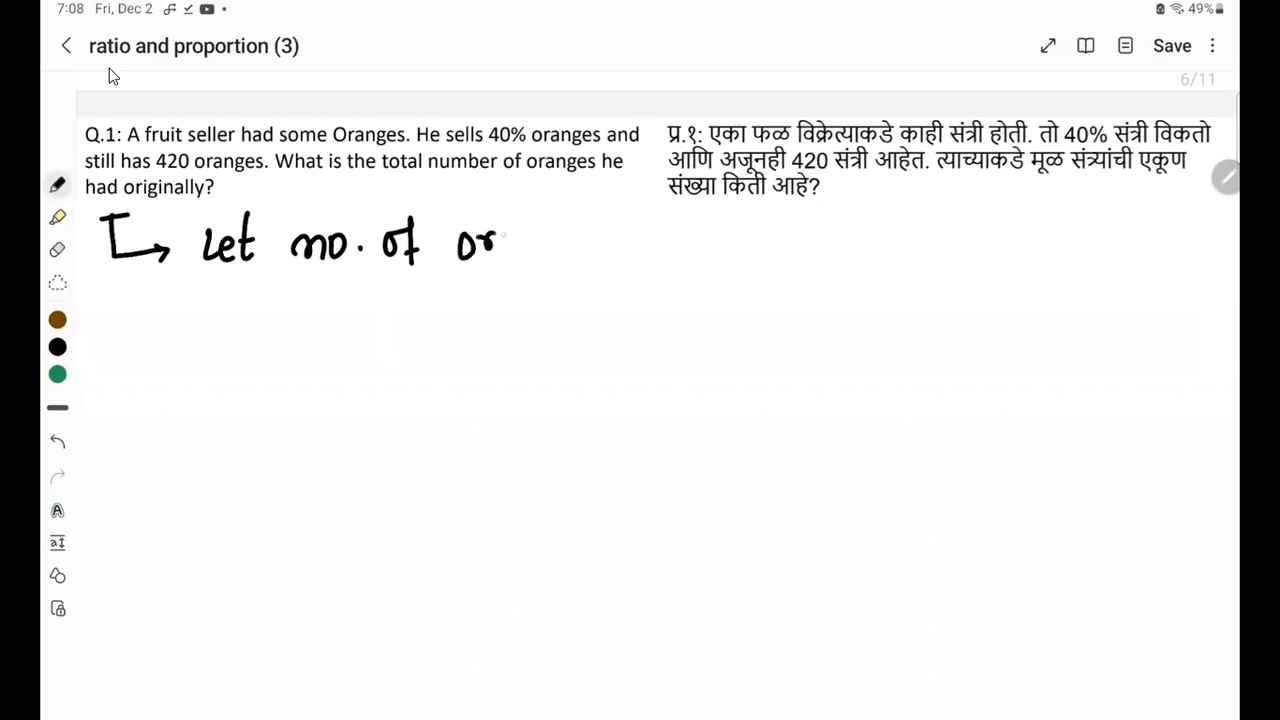 7:08 Fri, Dec 2
49%
ratio and proportion (3)
Save
6/11
Q.1: A fruit seller had some Oranges. He sells 40% oranges and
still has 420 oranges. What is the total number of oranges he
had originally?
प्र.१: एका फळ विक्रेत्याकडे काही संत्री होती. तो 40% संत्री विकतो
आणि अजूनही 420 संत्री आहेत. त्याच्याकडे मूळ संत्र्यांची एकूण
संख्या किती आहे?
Let no. of or